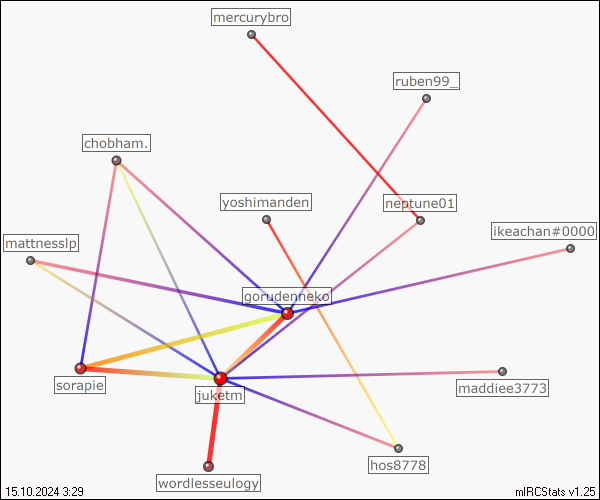 mercurybro
ruben99_
chobham.
yoshimanden
neptune01
ikeachan#0000
mattnesslp
gorudenneko
sorapie
juketm
maddiee3773
hos8778
wordlesseulogy
15.10.2024 3:29
mIRCStats v1.25